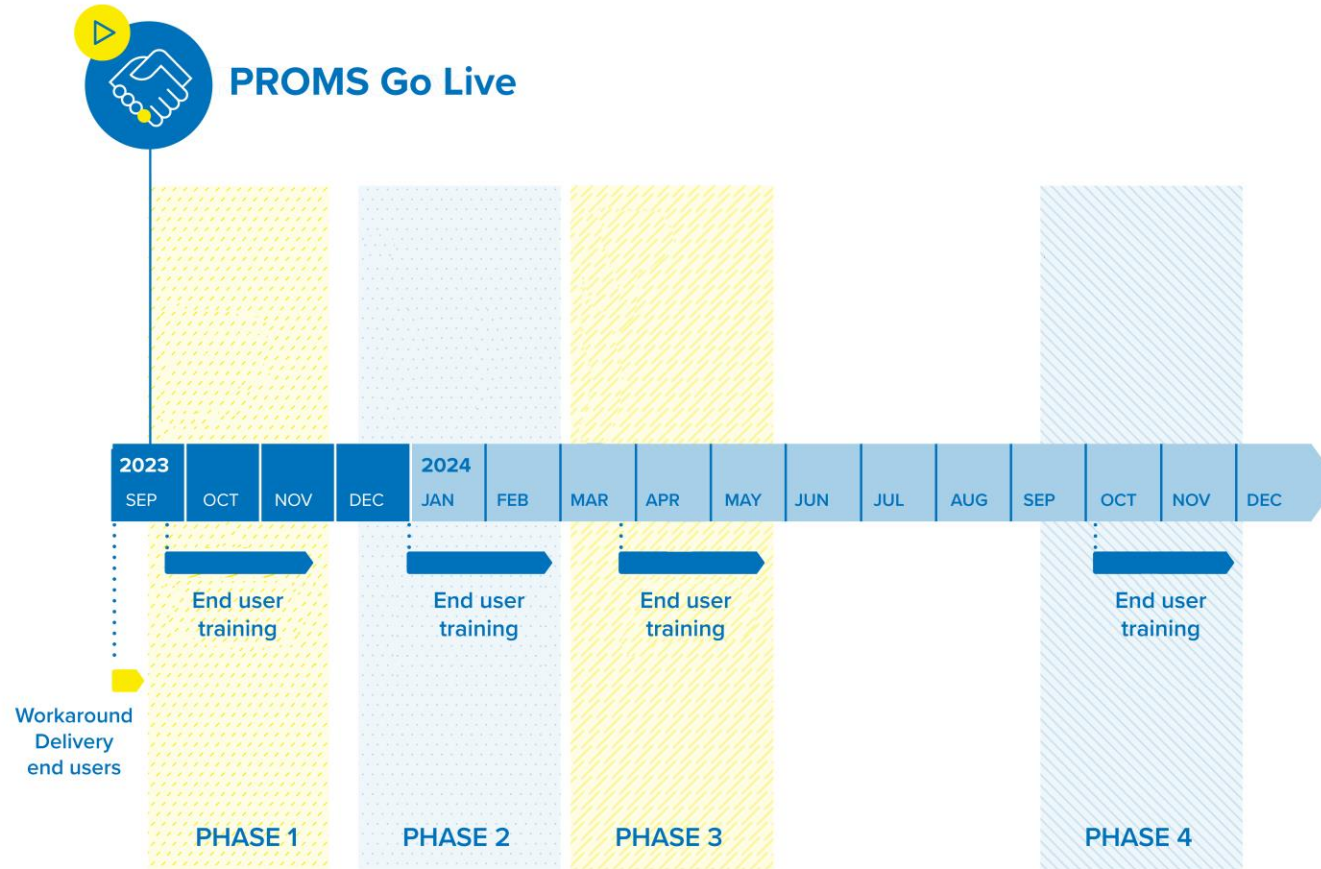 PROMS Go Live
2023
2024
SEP OCT NOV DEC JAN FEB MAR APR MAY JUN JUL AUG SEP OCT NOV DEC
End user
training
End user
training
End user
training
End user
training
Workaround
Delivery
end users
PHASE 1
PHASE 2
PHASE 3
PHASE 4